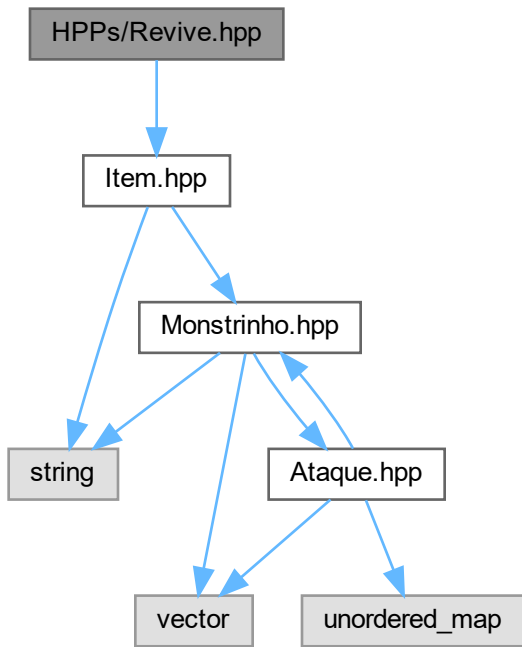 HPPs/Revive.hpp
Item.hpp
Monstrinho.hpp
string
Ataque.hpp
vector
unordered_map